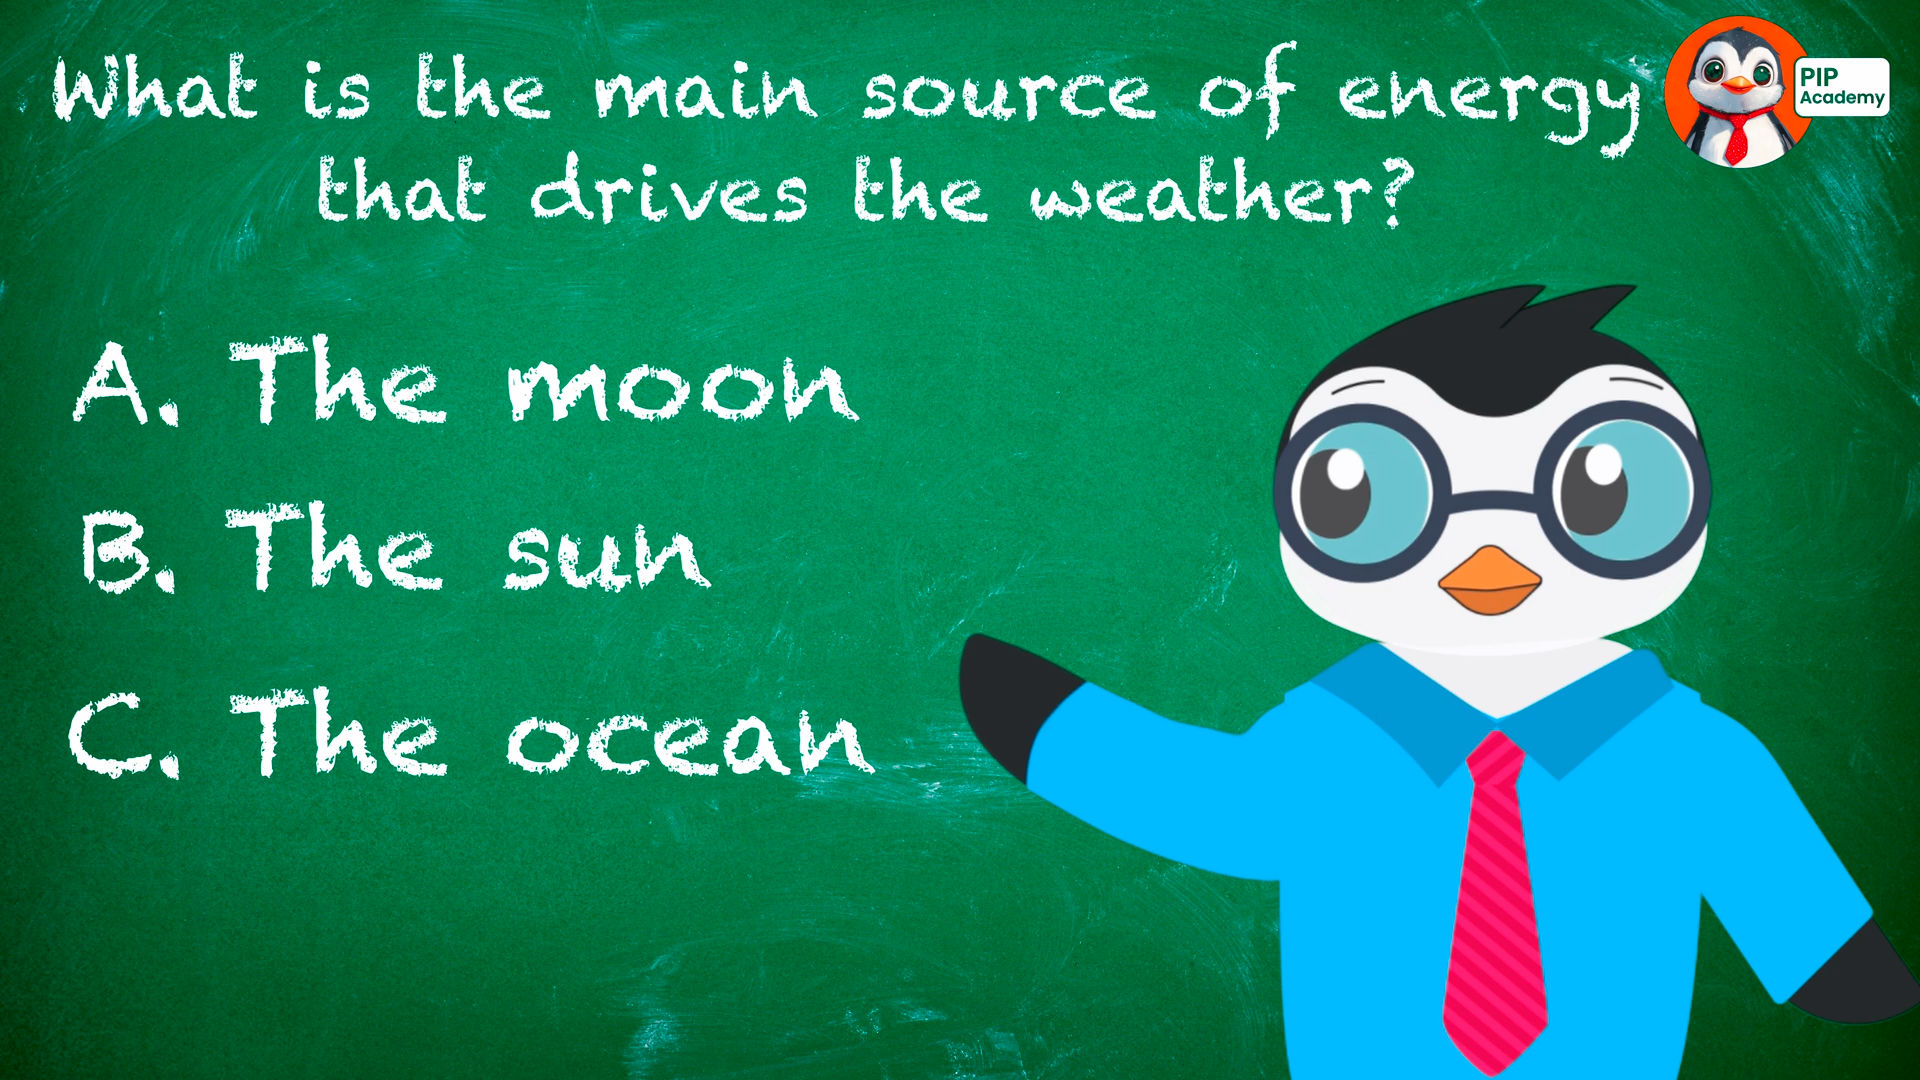 What is the main source of energy
that drives the weather?
PIP
Academy
A. The moon
B. The sun
C. The ocean